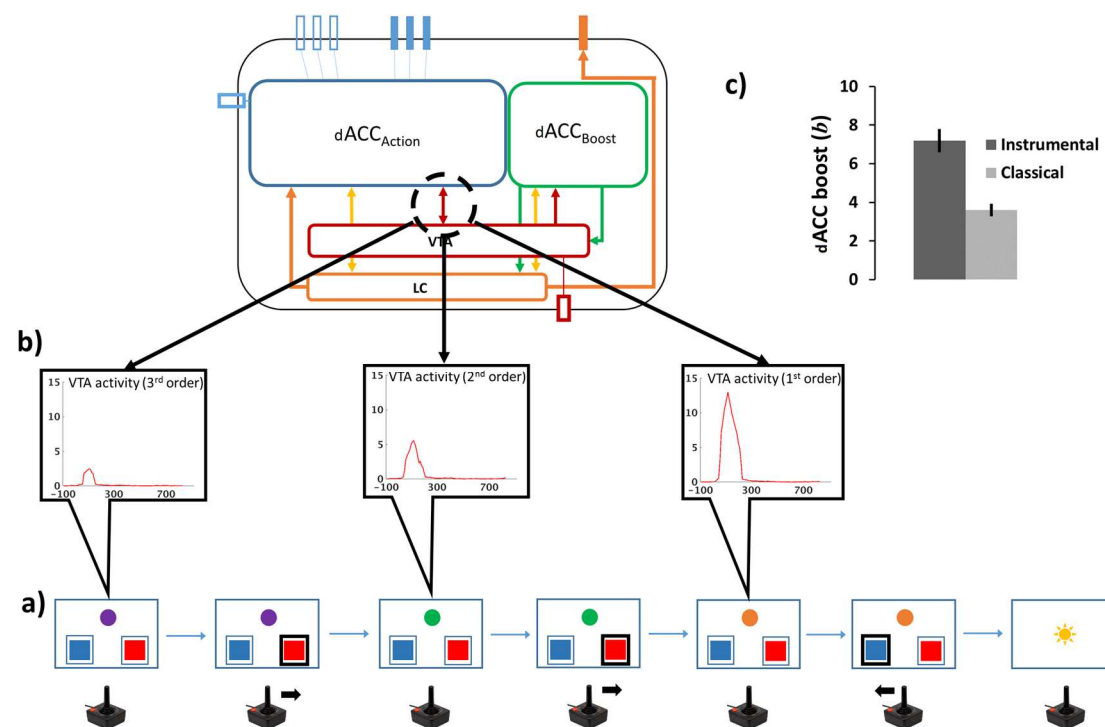 c)
dACC_Action
dACC_Boost
VTA
LC
10
8
6
4
2
0
dACC boost (b)
Instrumental
Classical
b)
VTA activity (3rd order)
15
10
5
0
−100 300 700
VTA activity (2nd order)
15
10
5
0
−100 300 700
VTA activity (1st order)
15
10
5
0
−100 300 700
a)